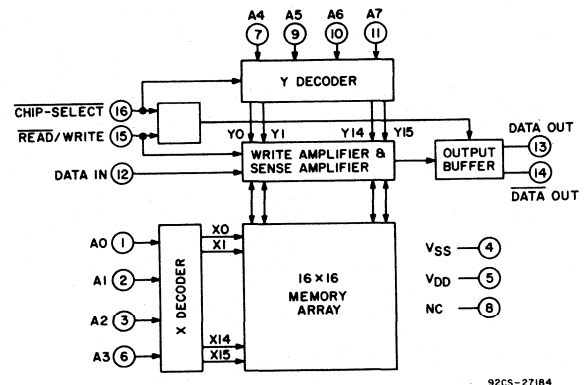 A4 A5 A6 A7
7 9 10 11
Y DECODER
CHIP-SELECT 16
READ/WRITE 15
Y0 Y1 Y14 Y15
DATA OUT
13
WRITE AMPLIFIER &
SENSE AMPLIFIER
OUTPUT
BUFFER
DATA IN 12
14
DATA OUT
X DECODER
A0 1
X0
X1
A1 2
16×16
MEMORY
ARRAY
A2 3
A3 6
X14
X15
VSS 4
VDD 5
NC 8
92CS-27184